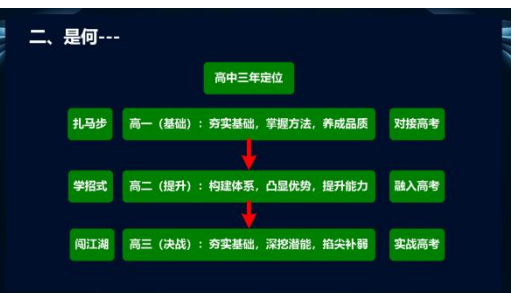 二、是何---
高中三年定位
扎马步 高一（基础）：夯实基础，掌握方法，养成品质 对接高考
学招式 高二（提升）：构建体系，凸显优势，提升能力 融入高考
闯江湖 高三（决战）：夯实基础，深挖潜能，掐尖补弱 实战高考